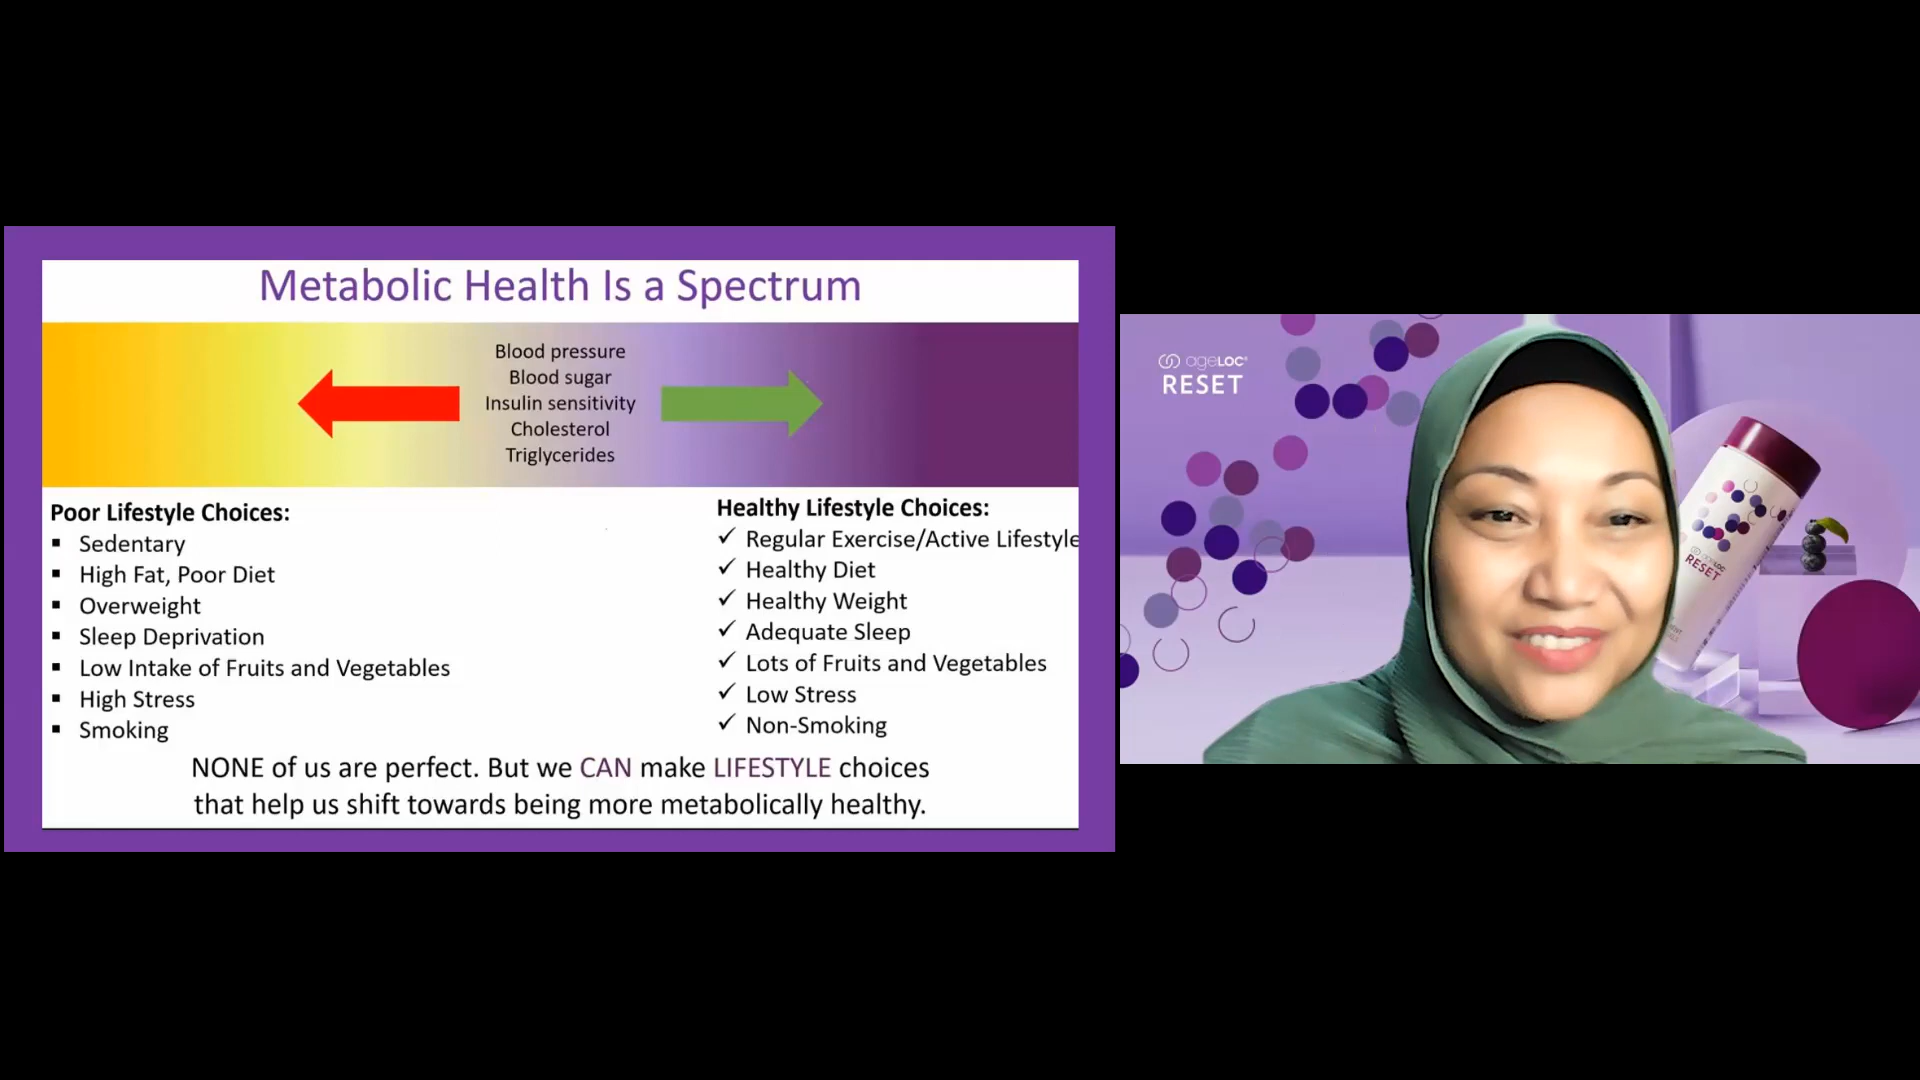 Metabolic Health Is a Spectrum
Blood pressure
Blood sugar
Insulin sensitivity
Cholesterol
Triglycerides
Poor Lifestyle Choices:
▪ Sedentary
▪ High Fat, Poor Diet
▪ Overweight
▪ Sleep Deprivation
▪ Low Intake of Fruits and Vegetables
▪ High Stress
▪ Smoking
Healthy Lifestyle Choices:
✓ Regular Exercise/Active Lifestyle
✓ Healthy Diet
✓ Healthy Weight
✓ Adequate Sleep
✓ Lots of Fruits and Vegetables
✓ Low Stress
✓ Non-Smoking
NONE of us are perfect. But we CAN make LIFESTYLE choices
that help us shift towards being more metabolically healthy.
ageLOC®
RESET
ageLOC
RESET